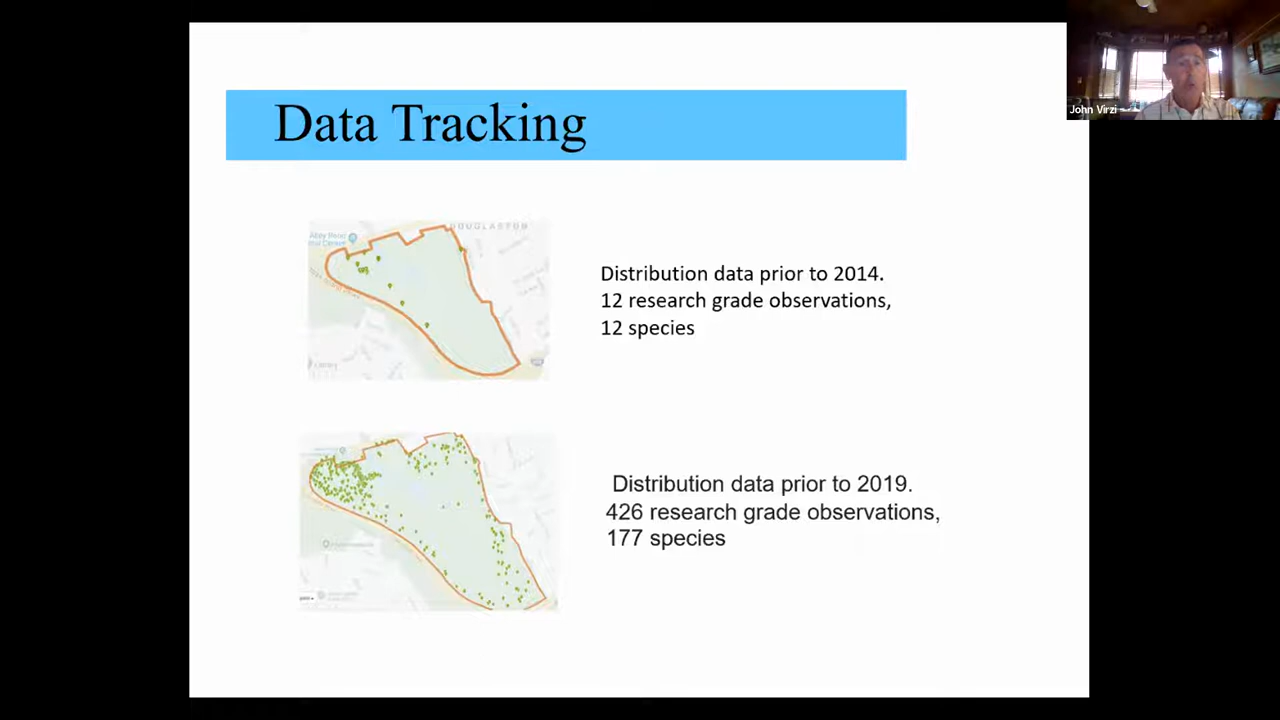 Data Tracking
John Virzi
DOUGLASTON
Distribution data prior to 2014.
12 research grade observations,
12 species
Distribution data prior to 2019.
426 research grade observations,
177 species